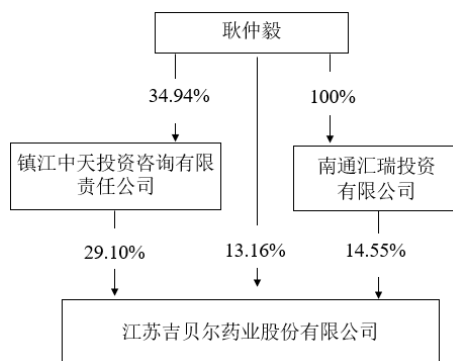 耿仲毅
34.94%
100%
镇江中天投资咨询有限
责任公司
南通汇瑞投资
有限公司
29.10%
13.16%
14.55%
江苏吉贝尔药业股份有限公司